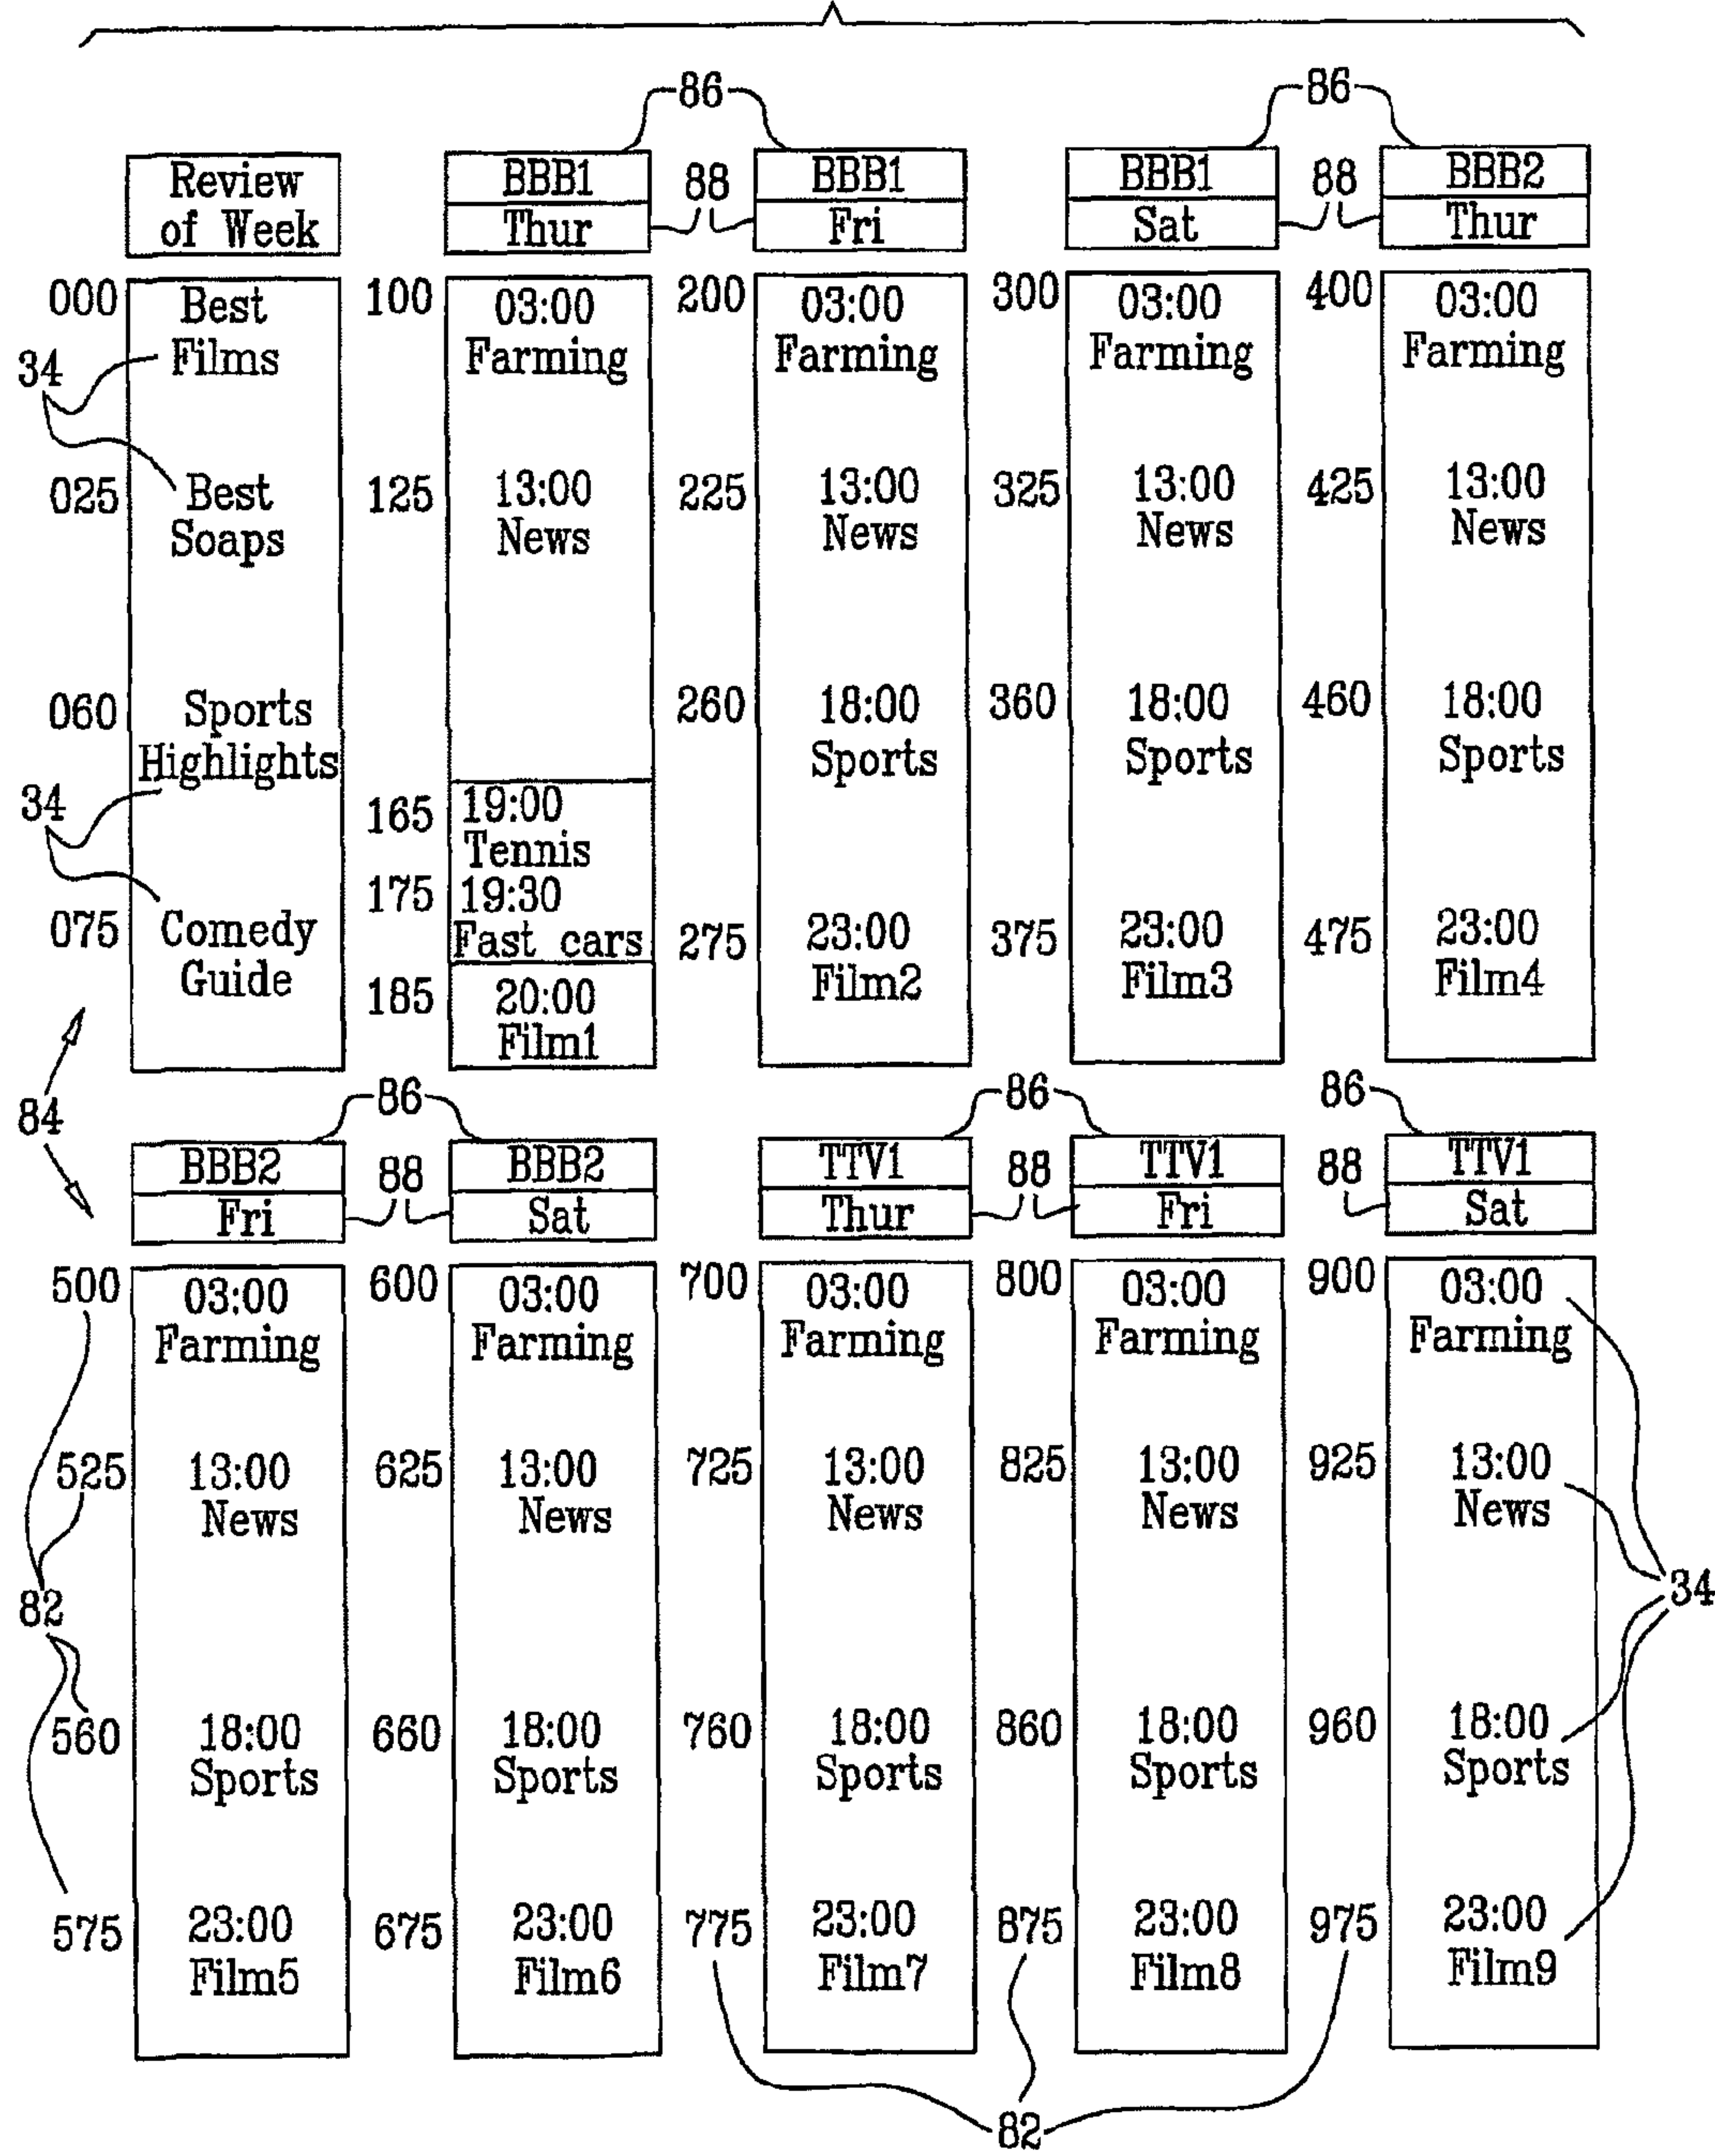 86 86
Review of Week
BBB1 Thur
88
BBB1 Fri
BBB1 Sat
88
BBB2 Thur
34
000 Best Films
025 Best Soaps
060 Sports Highlights
34
075 Comedy Guide
100 03:00 Farming
125 13:00 News
165 19:00 Tennis
175 19:30 Fast cars
185 20:00 Film1
200 03:00 Farming
225 13:00 News
260 18:00 Sports
275 23:00 Film2
300 03:00 Farming
325 13:00 News
360 18:00 Sports
375 23:00 Film3
400 03:00 Farming
425 13:00 News
460 18:00 Sports
475 23:00 Film4
84
86 86 86
BBB2 Fri
88
BBB2 Sat
TTV1 Thur
88
TTV1 Fri
88
TTV1 Sat
500 03:00 Farming
525 13:00 News
82
560 18:00 Sports
575 23:00 Film5
600 03:00 Farming
625 13:00 News
660 18:00 Sports
675 23:00 Film6
700 03:00 Farming
725 13:00 News
760 18:00 Sports
775 23:00 Film7
800 03:00 Farming
825 13:00 News
860 18:00 Sports
875 23:00 Film8
900 03:00 Farming
925 13:00 News
34
960 18:00 Sports
975 23:00 Film9
82